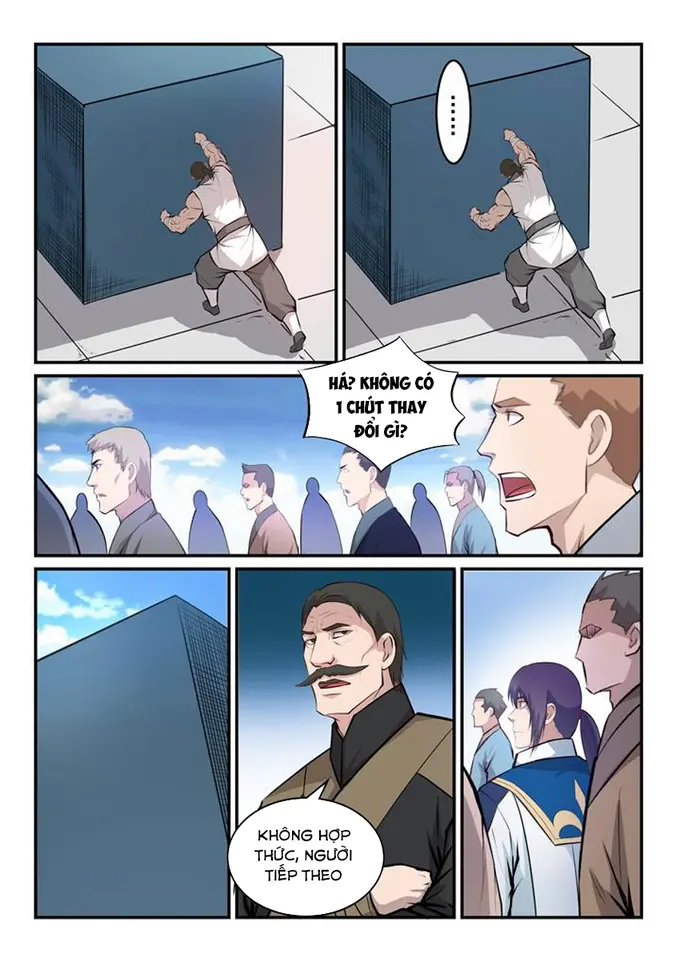 ......
HÁ? KHÔNG CÓ
1 CHÚT THAY
ĐỔI GÌ?
KHÔNG HỢP
THỨC, NGƯỜI
TIẾP THEO